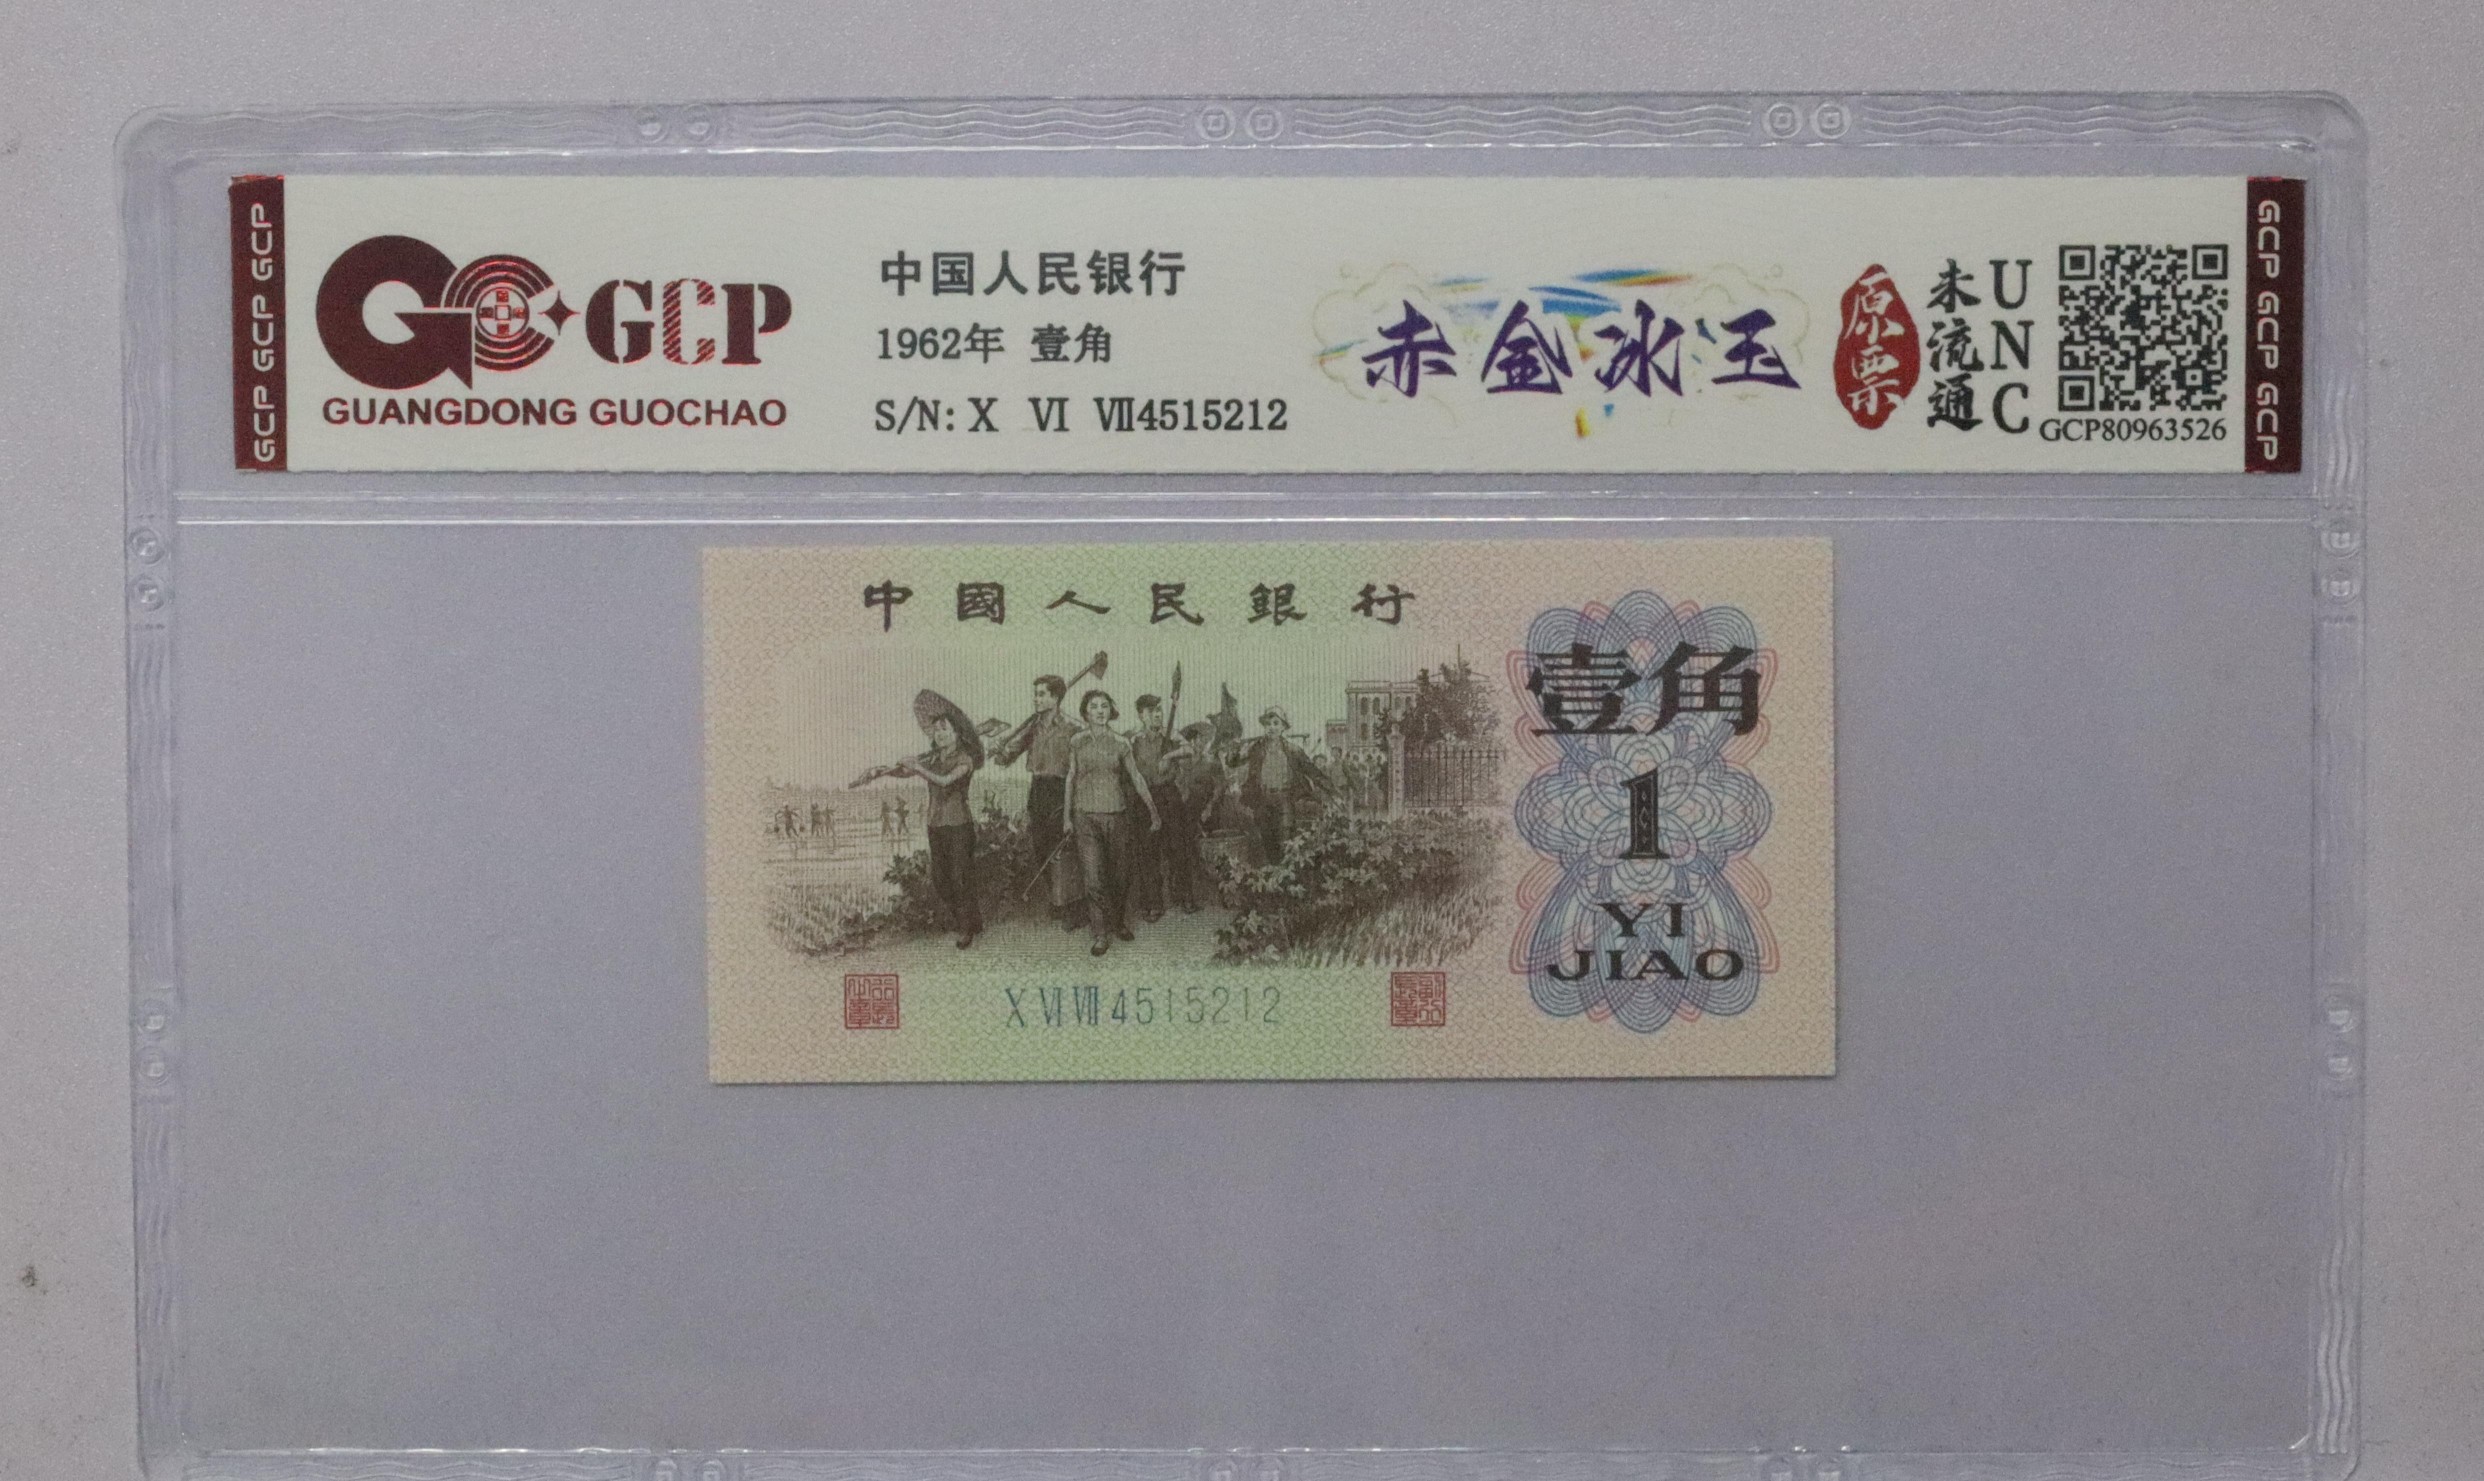 GCP GCP GCP
GCP
GUANGDONG GUOCHAO
中国人民银行
1962年 壹角
S/N: X Ⅵ Ⅶ4515212
赤金冰玉
原票
未流通
UNC
GCP80963526
GCP GCP GCP
中國人民銀行
壹角
1
YI
JIAO
X Ⅵ Ⅶ 4515212